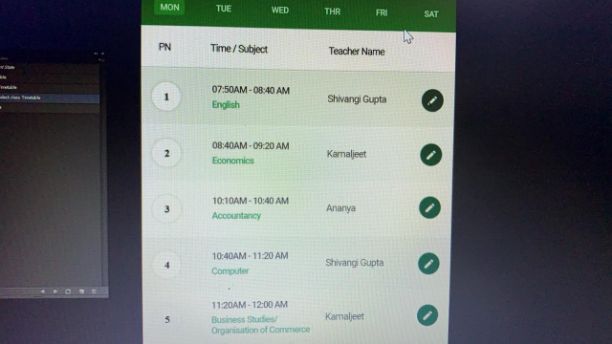 MON TUE WED THR FRI SAT
PN Time / Subject Teacher Name
1 07:50AM - 08:40 AM Shivangi Gupta
English
2 08:40AM - 09:20 AM Kamaljeet
Economics
3 10:10AM - 10:40 AM Ananya
Accountancy
4 10:40AM - 11:20 AM Shivangi Gupta
Computer
5 11:20AM - 12:00 AM Kamaljeet
Business Studies/
Organisation of Commerce